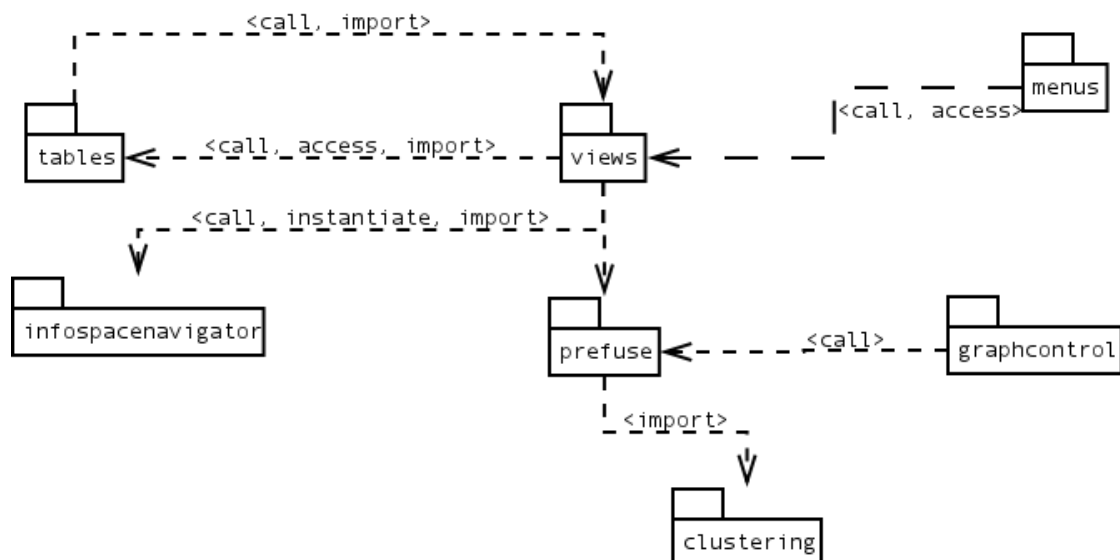 <call, import>
menus
<call, access>
tables
<call, access, import>
views
<call, instantiate, import>
infospacenavigator
prefuse
<call>
graphcontrol
<import>
clustering